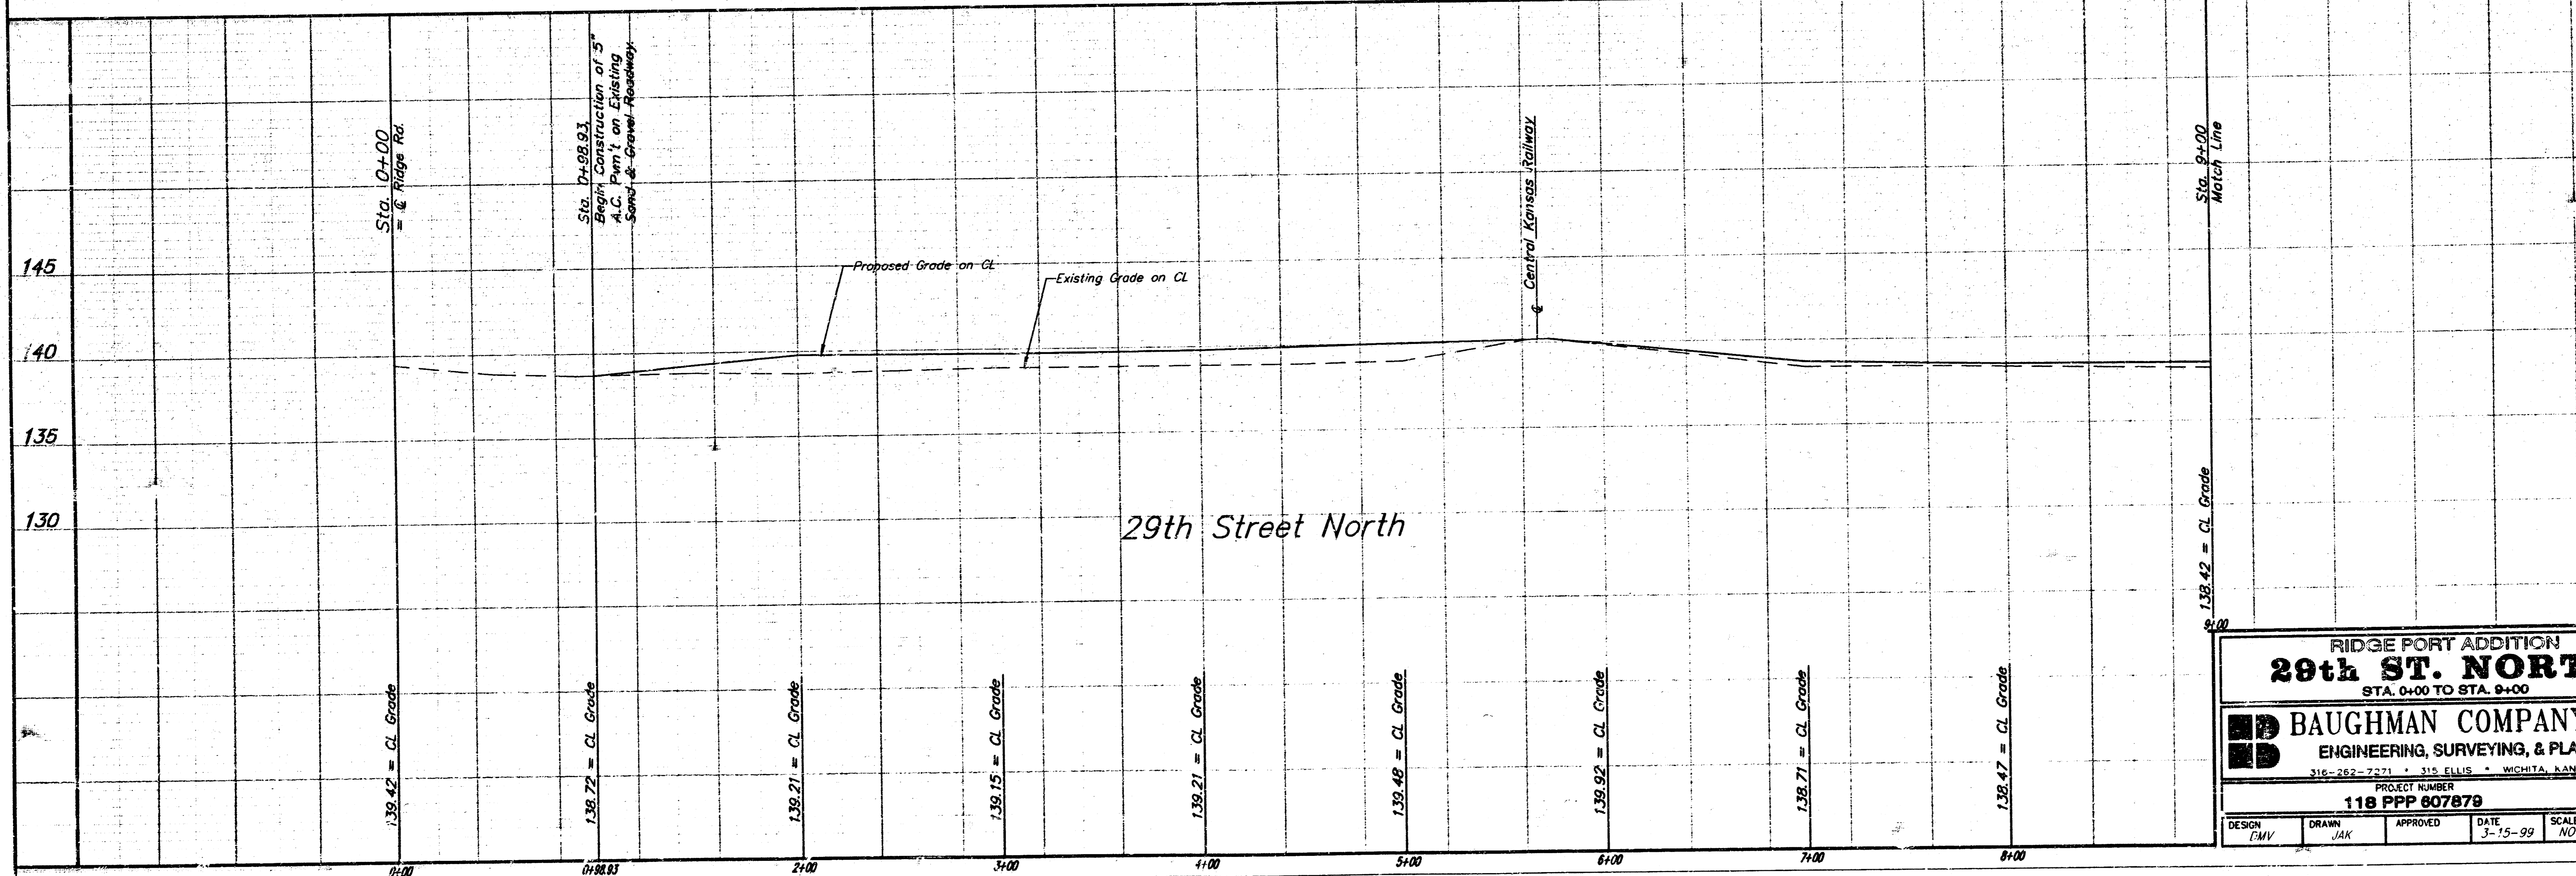 Sta. 0+00
= ℄ Ridge Rd.
Sta. 0+98.93,
Begin Construction of 5"
A.C. Pvm't on Existing
Sand & Gravel Roadway.
℄ Central Kansas Railway
Sta. 9+00
Match Line
145
140
135
130
Proposed Grade on CL
Existing Grade on CL
29th Street North
139.42 = CL Grade
138.72 = CL Grade
139.21 = CL Grade
139.15 = CL Grade
139.21 = CL Grade
139.48 = CL Grade
139.92 = CL Grade
138.71 = CL Grade
138.47 = CL Grade
138.42 = CL Grade
9+00
0+00
0+98.93
2+00
3+00
4+00
5+00
6+00
7+00
8+00
RIDGE PORT ADDITION
29th ST. NORT
STA. 0+00 TO STA. 9+00
BAUGHMAN COMPANY
ENGINEERING, SURVEYING, & PLA
316-262-7271 * 315 ELLIS * WICHITA, KAN
PROJECT NUMBER
118 PPP 607879
DESIGN
DRAWN
JAK
APPROVED
DATE
3-15-99
SCALE
NO